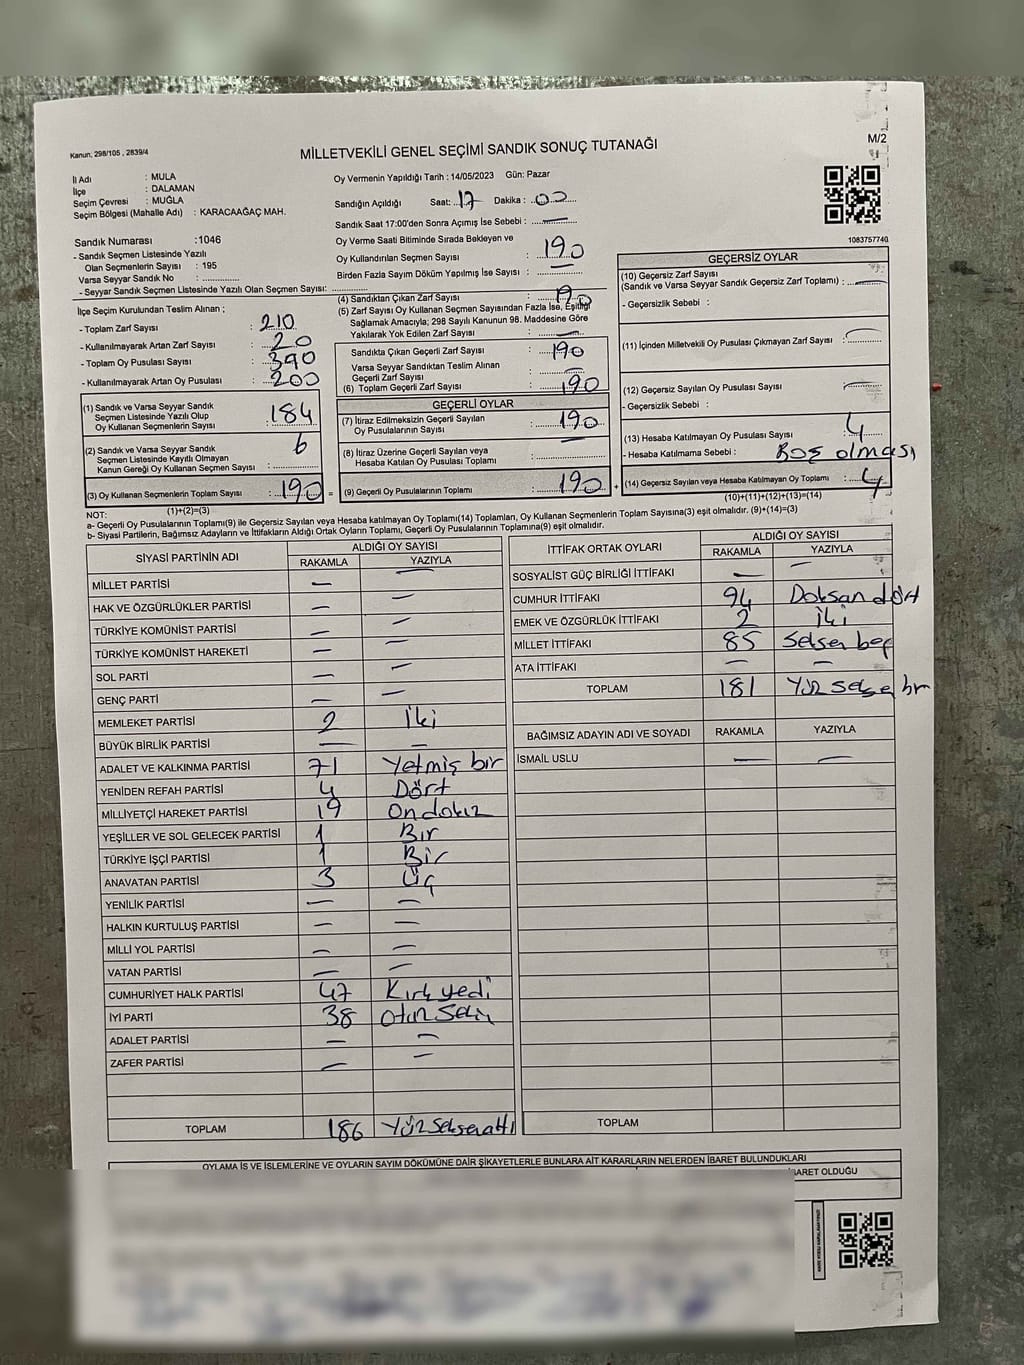 Kanun; 298/105 , 2839/4
MİLLETVEKİLİ GENEL SEÇİMİ SANDIK SONUÇ TUTANAĞI
M/2
İl Adı : MULA
İlçe : DALAMAN
Seçim Çevresi : MUĞLA
Seçim Bölgesi (Mahalle Adı) : KARACAAĞAÇ MAH.
Oy Vermenin Yapıldığı Tarih : 14/05/2023 Gün: Pazar
Sandığın Açıldığı Saat: 17 Dakika : 00
Sandık Saat 17:00'den Sonra Açılmış İse Sebebi : —
Sandık Numarası :1046
- Sandık Seçmen Listesinde Yazılı
Olan Seçmenlerin Sayısı : 195
Varsa Seyyar Sandık No :
- Seyyar Sandık Seçmen Listesinde Yazılı Olan Seçmen Sayısı:
Oy Verme Saati Bitiminde Sırada Bekleyen ve
Oy Kullandırılan Seçmen Sayısı : 190
Birden Fazla Sayım Döküm Yapılmış İse Sayısı : —
1083757740
İlçe Seçim Kurulundan Teslim Alınan ;
- Toplam Zarf Sayısı : 210
- Kullanılmayarak Artan Zarf Sayısı : 20
- Toplam Oy Pusulası Sayısı : 390
- Kullanılmayarak Artan Oy Pusulası : 200
(4) Sandıktan Çıkan Zarf Sayısı : 190
(5) Zarf Sayısı Oy Kullanan Seçmen Sayısından Fazla İse, Eşitliği
Sağlamak Amacıyla; 298 Sayılı Kanunun 98. Maddesine Göre
Yakılarak Yok Edilen Zarf Sayısı : —
Sandıkta Çıkan Geçerli Zarf Sayısı : 190
Varsa Seyyar Sandıktan Teslim Alınan
Geçerli Zarf Sayısı : —
(6) Toplam Geçerli Zarf Sayısı : 190
GEÇERSİZ OYLAR
(10) Geçersiz Zarf Sayısı
(Sandık ve Varsa Seyyar Sandık Geçersiz Zarf Toplamı) : —
- Geçersizlik Sebebi :
(11) İçinden Milletvekili Oy Pusulası Çıkmayan Zarf Sayısı : —
(12) Geçersiz Sayılan Oy Pusulası Sayısı : —
- Geçersizlik Sebebi :
(13) Hesaba Katılmayan Oy Pusulası Sayısı : 4
- Hesaba Katılmama Sebebi : Boş olması
(14) Geçersiz Sayılan veya Hesaba Katılmayan Oy Toplamı : 4
(10)+(11)+(12)+(13)=(14)
(1) Sandık ve Varsa Seyyar Sandık
Seçmen Listesinde Yazılı Olup
Oy Kullanan Seçmenlerin Sayısı : 184
(2) Sandık ve Varsa Seyyar Sandık
Seçmen Listesinde Kayıtlı Olmayan
Kanun Gereği Oy Kullanan Seçmen Sayısı : 6
(3) Oy Kullanan Seçmenlerin Toplam Sayısı : 190 =
(1)+(2)=(3)
GEÇERLİ OYLAR
(7) İtiraz Edilmeksizin Geçerli Sayılan
Oy Pusulalarının Sayısı : 190
(8) İtiraz Üzerine Geçerli Sayılan veya
Hesaba Katılan Oy Pusulası Toplamı : —
(9) Geçerli Oy Pusulalarının Toplamı : 190 +
NOT:
a- Geçerli Oy Pusulalarının Toplamı(9) ile Geçersiz Sayılan veya Hesaba katılmayan Oy Toplamı(14) Toplamları, Oy Kullanan Seçmenlerin Toplam Sayısına(3) eşit olmalıdır. (9)+(14)=(3)
b- Siyasi Partilerin, Bağımsız Adayların ve İttifakların Aldığı Ortak Oyların Toplamı, Geçerli Oy Pusulalarının Toplamına(9) eşit olmalıdır.
SİYASİ PARTİNİN ADI ALDIĞI OY SAYISI
RAKAMLA YAZIYLA
MİLLET PARTİSİ — —
HAK VE ÖZGÜRLÜKLER PARTİSİ — —
TÜRKİYE KOMÜNİST PARTİSİ — —
TÜRKİYE KOMÜNİST HAREKETİ — —
SOL PARTİ — —
GENÇ PARTİ — —
MEMLEKET PARTİSİ 2 İki
BÜYÜK BİRLİK PARTİSİ — —
ADALET VE KALKINMA PARTİSİ 71 Yetmiş bir
YENİDEN REFAH PARTİSİ 4 Dört
MİLLİYETÇİ HAREKET PARTİSİ 19 Ondokız
YEŞİLLER VE SOL GELECEK PARTİSİ 1 Bır
TÜRKİYE İŞÇİ PARTİSİ 1 Bir
ANAVATAN PARTİSİ 3 Üç
YENİLİK PARTİSİ — —
HALKIN KURTULUŞ PARTİSİ — —
MİLLİ YOL PARTİSİ — —
VATAN PARTİSİ — —
CUMHURİYET HALK PARTİSİ 47 Kırk yedi
İYİ PARTİ 38 Otuz Sekiz
ADALET PARTİSİ — —
ZAFER PARTİSİ — —
TOPLAM 186 Yüz Seksen altı
İTTİFAK ORTAK OYLARI ALDIĞI OY SAYISI
RAKAMLA YAZIYLA
SOSYALİST GÜÇ BİRLİĞİ İTTİFAKI — —
CUMHUR İTTİFAKI 94 Doksan dört
EMEK VE ÖZGÜRLÜK İTTİFAKI 2 İki
MİLLET İTTİFAKI 85 Seksen beş
ATA İTTİFAKI — —
TOPLAM 181 Yüz Seksen bir
BAĞIMSIZ ADAYIN ADI VE SOYADI RAKAMLA YAZIYLA
İSMAİL USLU — —
TOPLAM
OYLAMA İŞ VE İŞLEMLERİNE VE OYLARIN SAYIM DÖKÜMÜNE DAİR ŞİKAYETLERLE BUNLARA AİT KARARLARIN NELERDEN İBARET BULUNDUKLARI
İBARET OLDUĞU